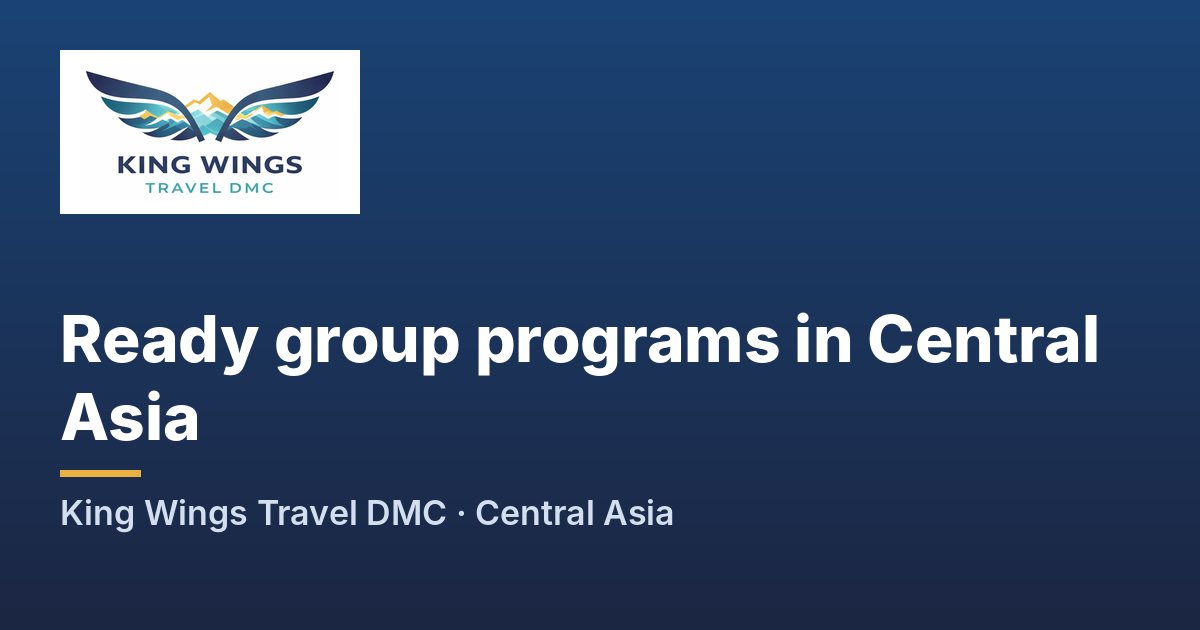 KING WINGS
TRAVEL DMC
Ready group programs in Central
Asia
King Wings Travel DMC · Central Asia